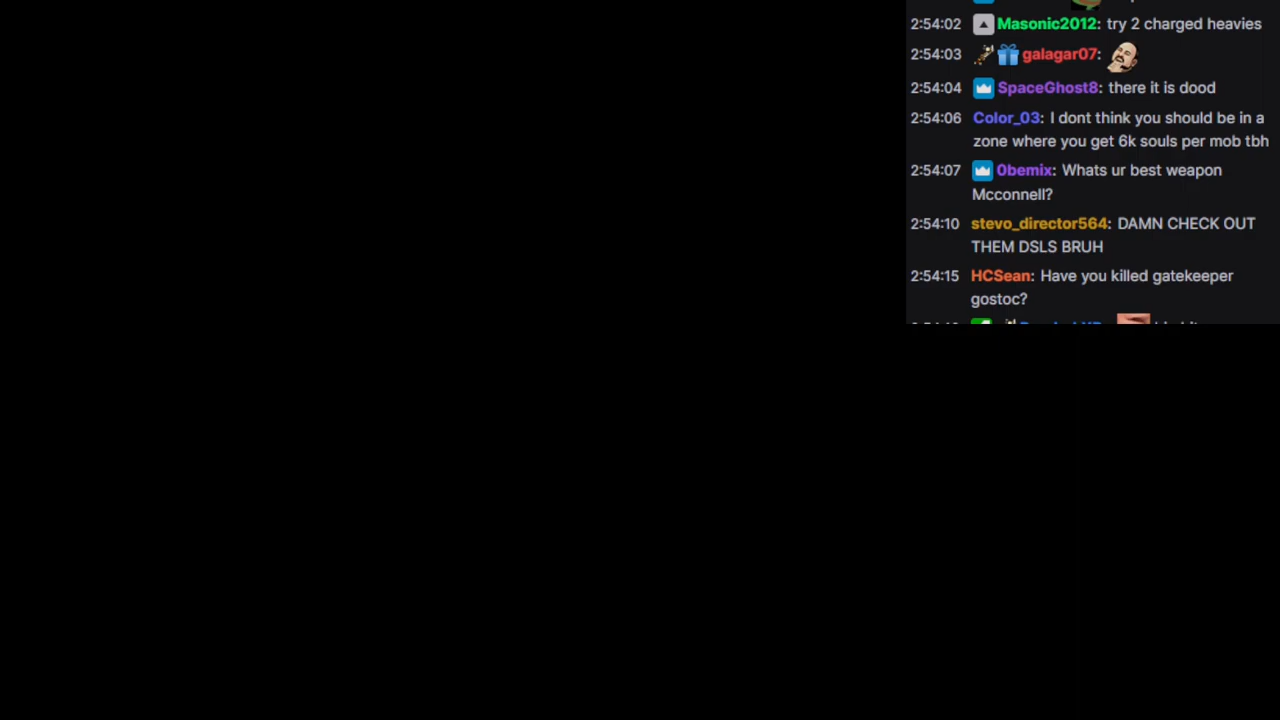 2:54:02 Masonic2012: try 2 charged heavies
2:54:03 galagar07:
2:54:04 SpaceGhost8: there it is dood
2:54:06 Color_03: I dont think you should be in a
zone where you get 6k souls per mob tbh
2:54:07 0bemix: Whats ur best weapon
Mcconnell?
2:54:10 stevo_director564: DAMN CHECK OUT
THEM DSLS BRUH
2:54:15 HCSean: Have you killed gatekeeper
gostoc?